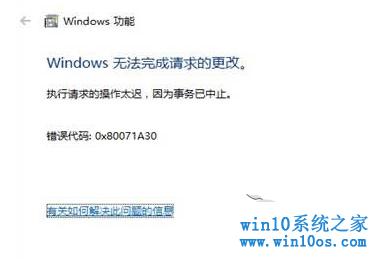 Windows 功能
Windows 无法完成请求的更改。
执行请求的操作太迟，因为事务已中止。
错误代码: 0x80071A30
有关如何解决此问题的信息
win10系统之家
www.win10os.com